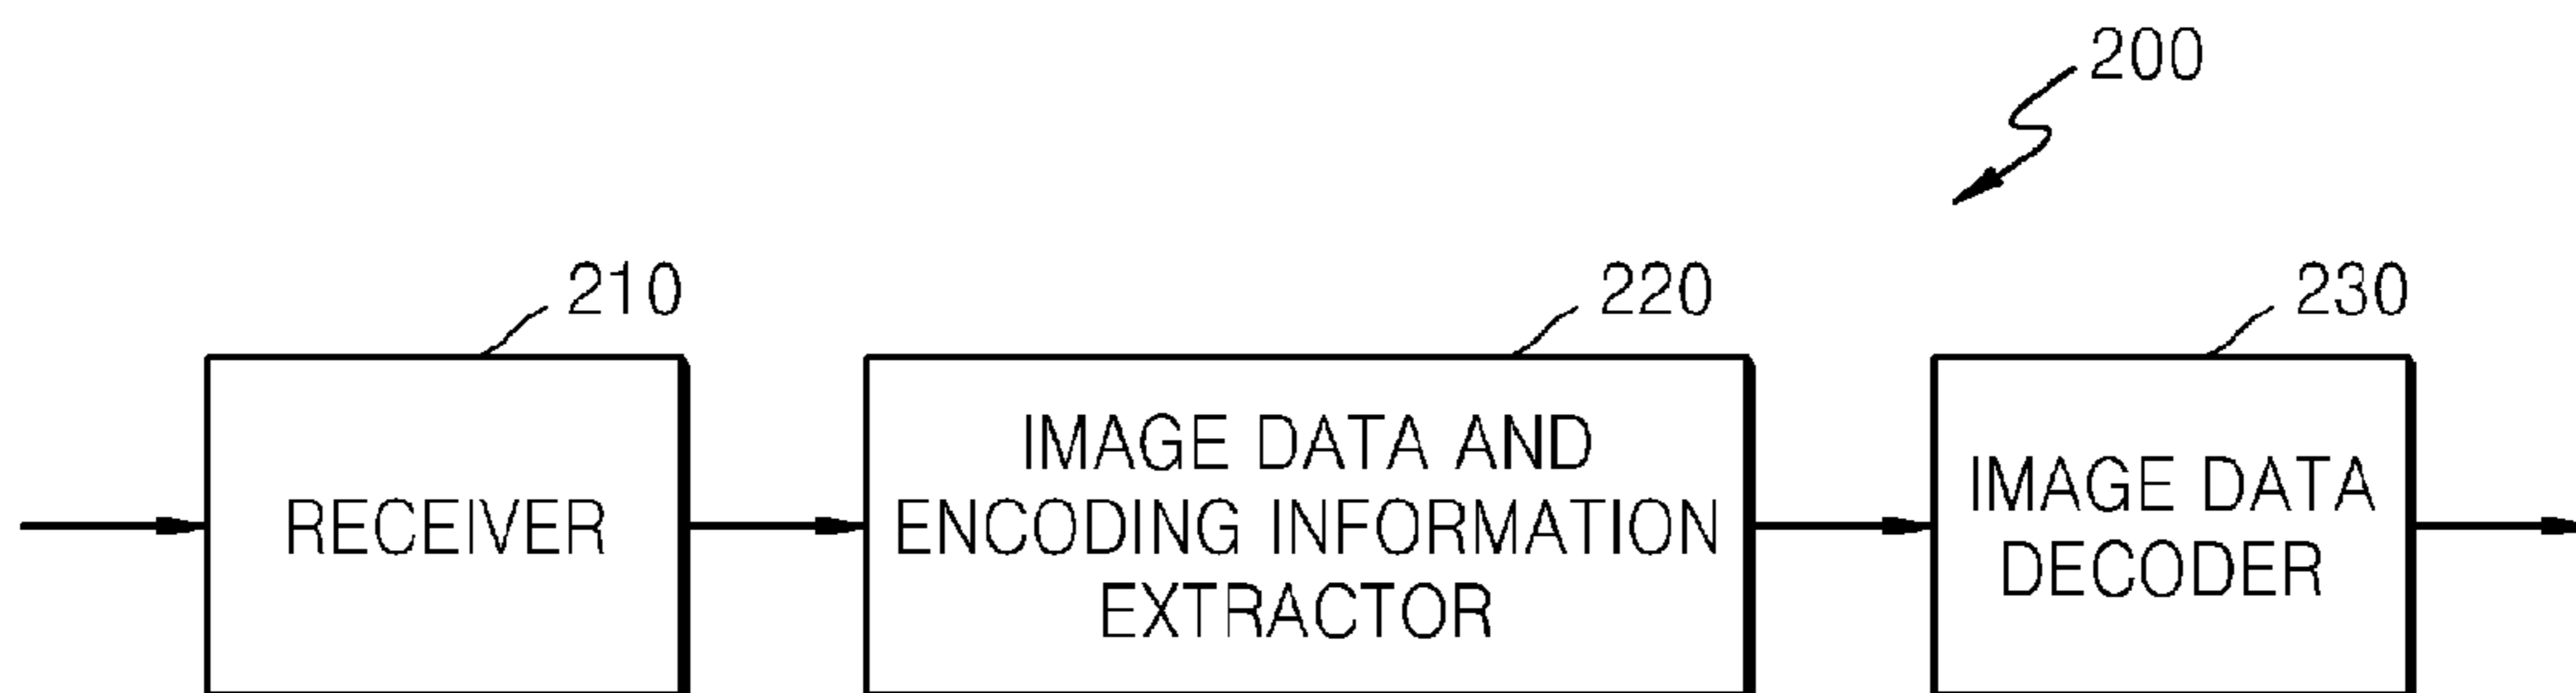 200
210
220
230
RECEIVER
IMAGE DATA AND
ENCODING INFORMATION
EXTRACTOR
IMAGE DATA
DECODER